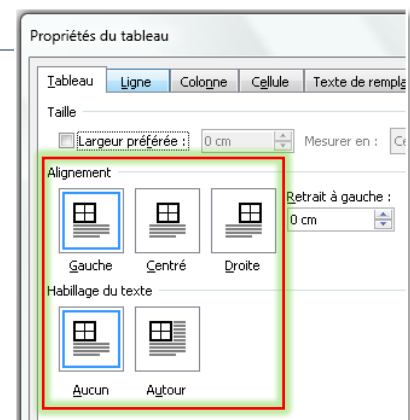 Propriétés du tableau
Tableau Ligne Colonne Cellule Texte de
Taille
Largeur préférée : 0 cm Mesurer en :
Alignement
Retrait à gauche :
0 cm
Gauche Centré Droite
Habillage du texte
Aucun Autour